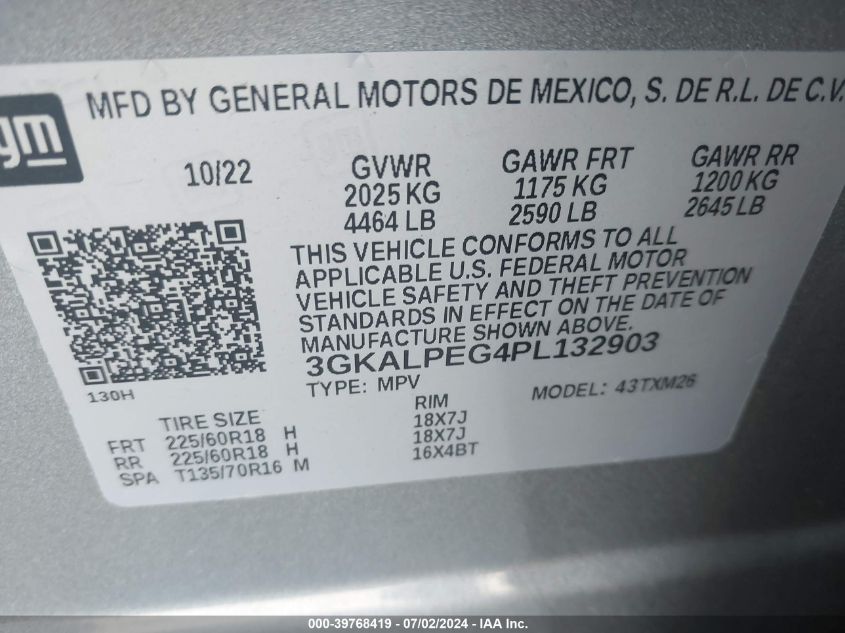 gm
MFD BY GENERAL MOTORS DE MEXICO, S. DE R.L. DE C.V.
10/22 GVWR GAWR FRT GAWR RR
2025 KG 1175 KG 1200 KG
4464 LB 2590 LB 2645 LB
THIS VEHICLE CONFORMS TO ALL
APPLICABLE U.S. FEDERAL MOTOR
VEHICLE SAFETY AND THEFT PREVENTION
STANDARDS IN EFFECT ON THE DATE OF
MANUFACTURE SHOWN ABOVE.
3GKALPEG4PL132903
130H
TYPE: MPV MODEL: 43TXM26
TIRE SIZE RIM
FRT 225/60R18 H 18X7J
RR 225/60R18 H 18X7J
SPA T135/70R16 M 16X4BT
000-39768419 - 07/02/2024 - IAA Inc.